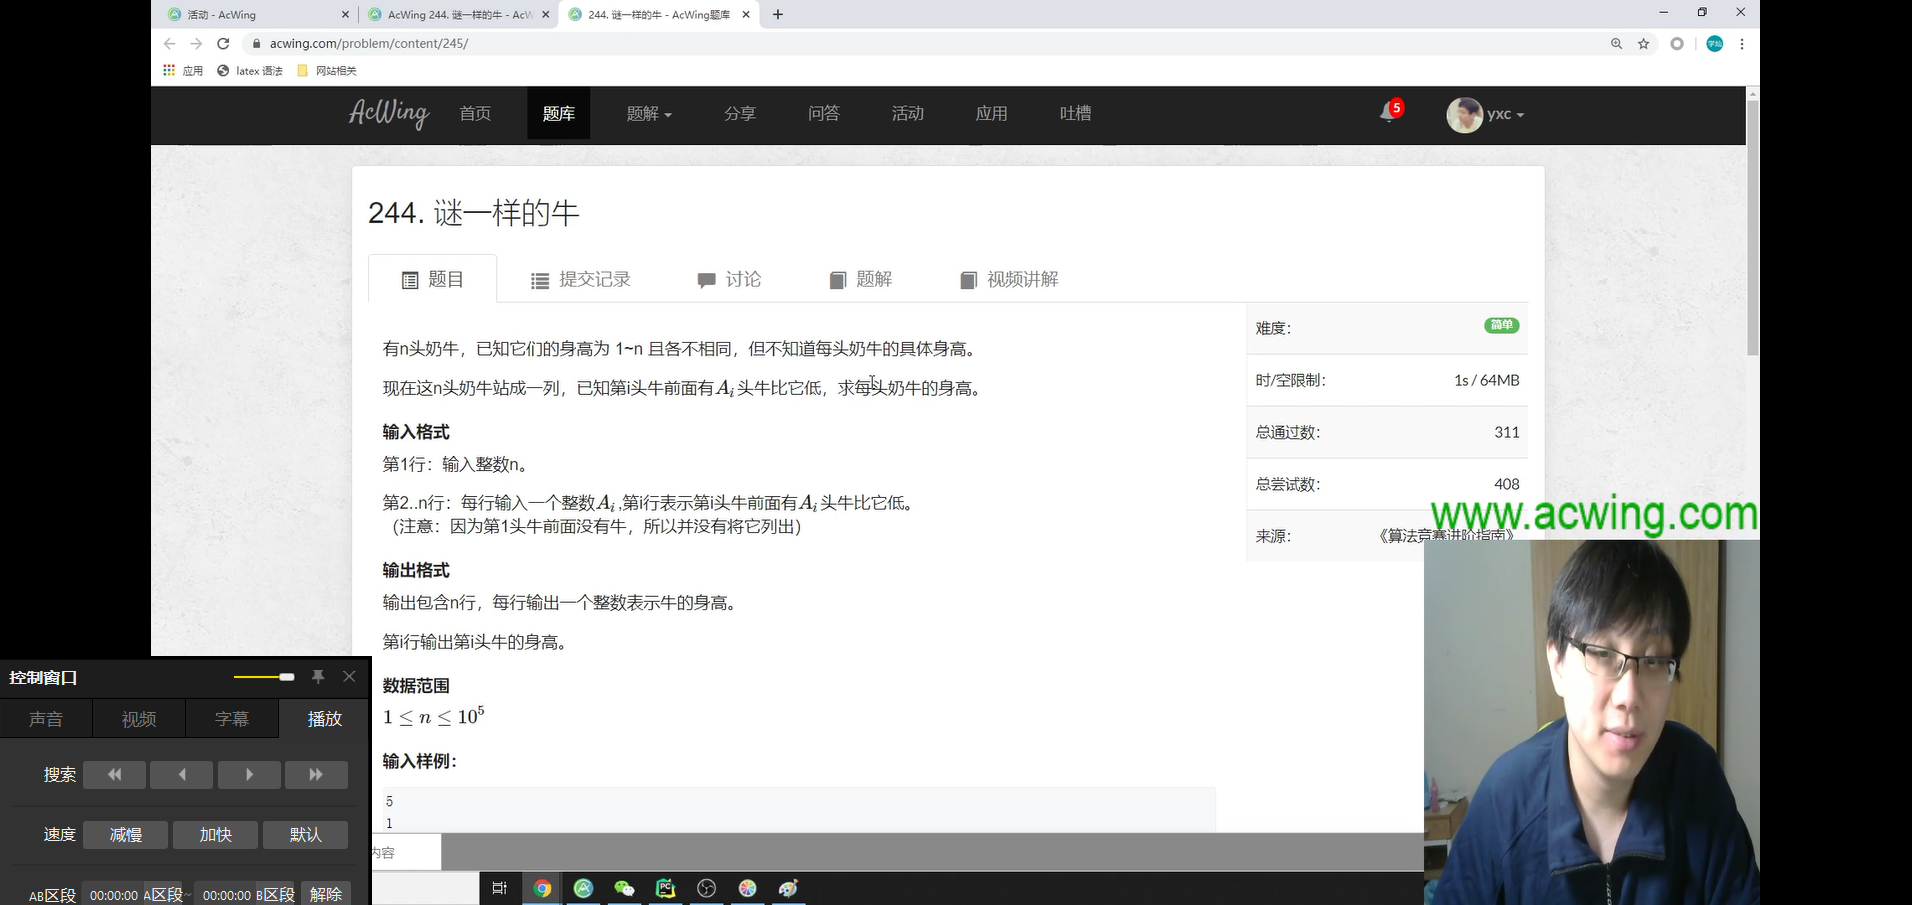 活动 - AcWing
AcWing 244. 谜一样的牛 - AcW
244. 谜一样的牛 - AcWing题库
acwing.com/problem/content/245/
应用
latex 语法
网站相关
AcWing
首页
题库
题解
分享
问答
活动
应用
吐槽
5
yxc
244. 谜一样的牛
题目
提交记录
讨论
题解
视频讲解
有n头奶牛，已知它们的身高为 1~n 且各不相同，但不知道每头奶牛的具体身高。
现在这n头奶牛站成一列，已知第i头牛前面有Aᵢ头牛比它低，求每头奶牛的身高。
输入格式
第1行：输入整数n。
第2..n行：每行输入一个整数Aᵢ,第i行表示第i头牛前面有Aᵢ头牛比它低。
（注意：因为第1头牛前面没有牛，所以并没有将它列出）
输出格式
输出包含n行，每行输出一个整数表示牛的身高。
第i行输出第i头牛的身高。
数据范围
1 ≤ n ≤ 10⁵
输入样例：
5
1
难度：
简单
时/空限制：
1s / 64MB
总通过数：
311
总尝试数：
408
来源：
《算法竞赛进阶指南》
www.acwing.com
控制窗口
声音
视频
字幕
播放
搜索
速度
减慢
加快
默认
AB区段
00:00:00
A区段~
00:00:00
B区段
解除
内容